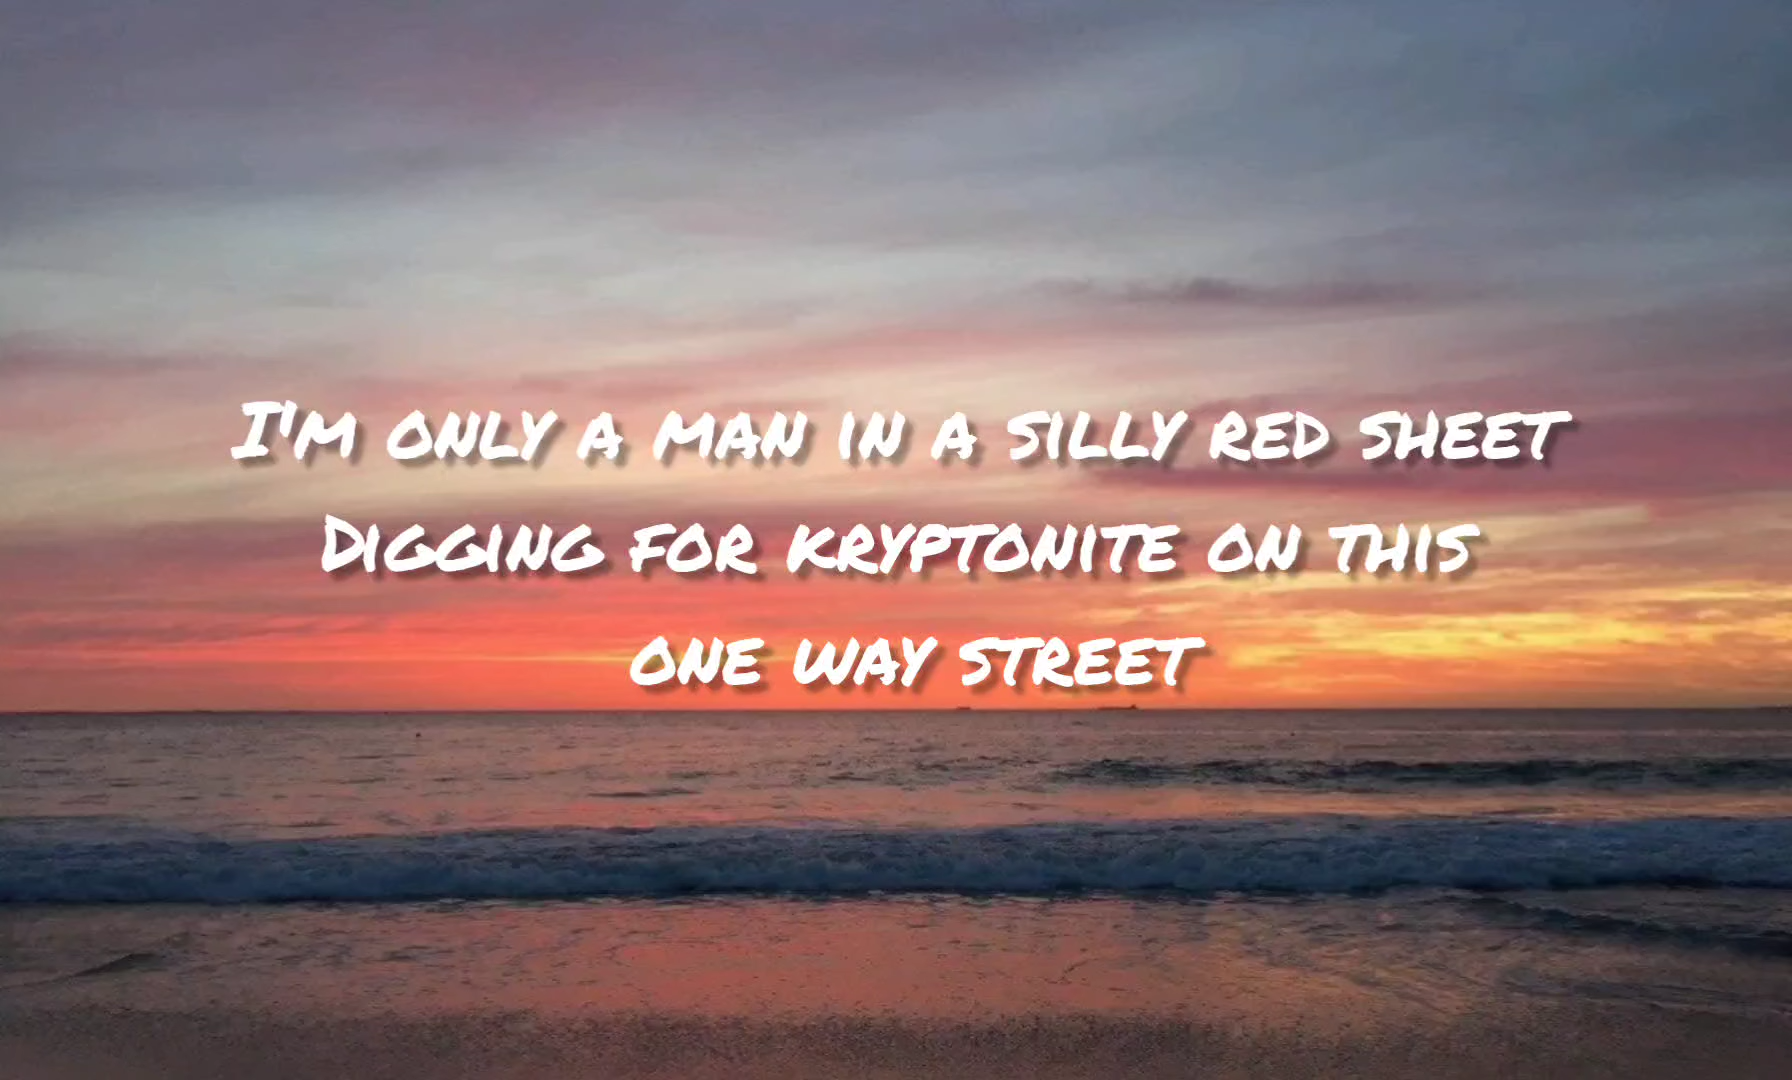 I'm only a man in a silly red sheet
Digging for kryptonite on this
one way street